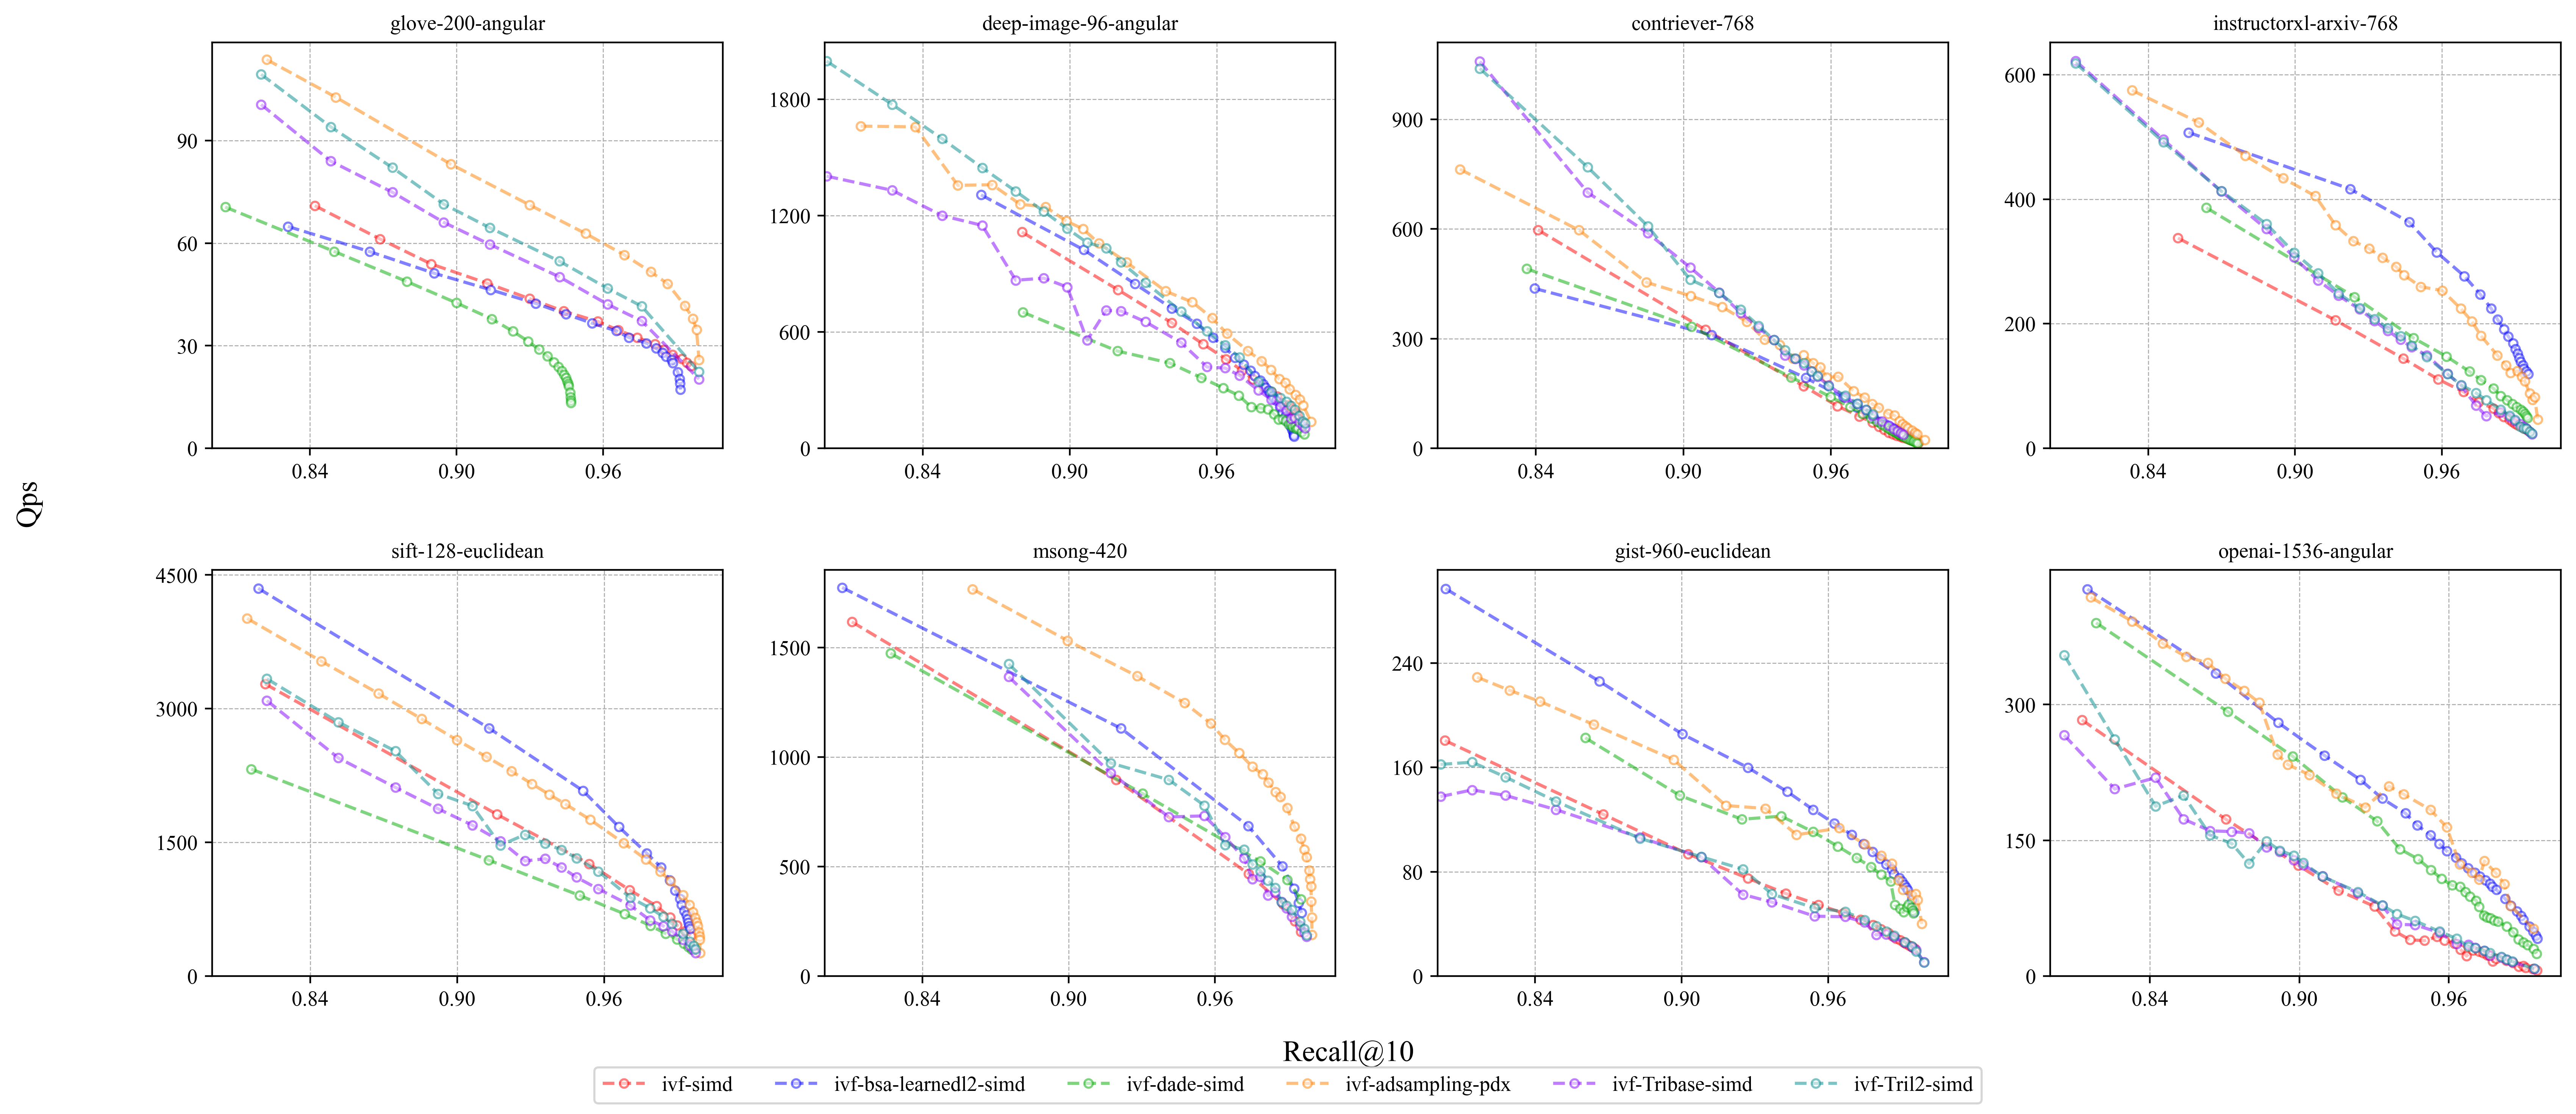 glove-200-angular
deep-image-96-angular
contriever-768
instructorxl-arxiv-768
90
60
30
0
0.84 0.90 0.96
1800
1200
600
0
0.84 0.90 0.96
900
600
300
0
0.84 0.90 0.96
600
400
200
0
0.84 0.90 0.96
Qps
sift-128-euclidean
msong-420
gist-960-euclidean
openai-1536-angular
4500
3000
1500
0
0.84 0.90 0.96
1500
1000
500
0
0.84 0.90 0.96
240
160
80
0
0.84 0.90 0.96
300
150
0
0.84 0.90 0.96
Recall@10
ivf-simd ivf-bsa-learnedl2-simd ivf-dade-simd ivf-adsampling-pdx ivf-Tribase-simd ivf-Tril2-simd